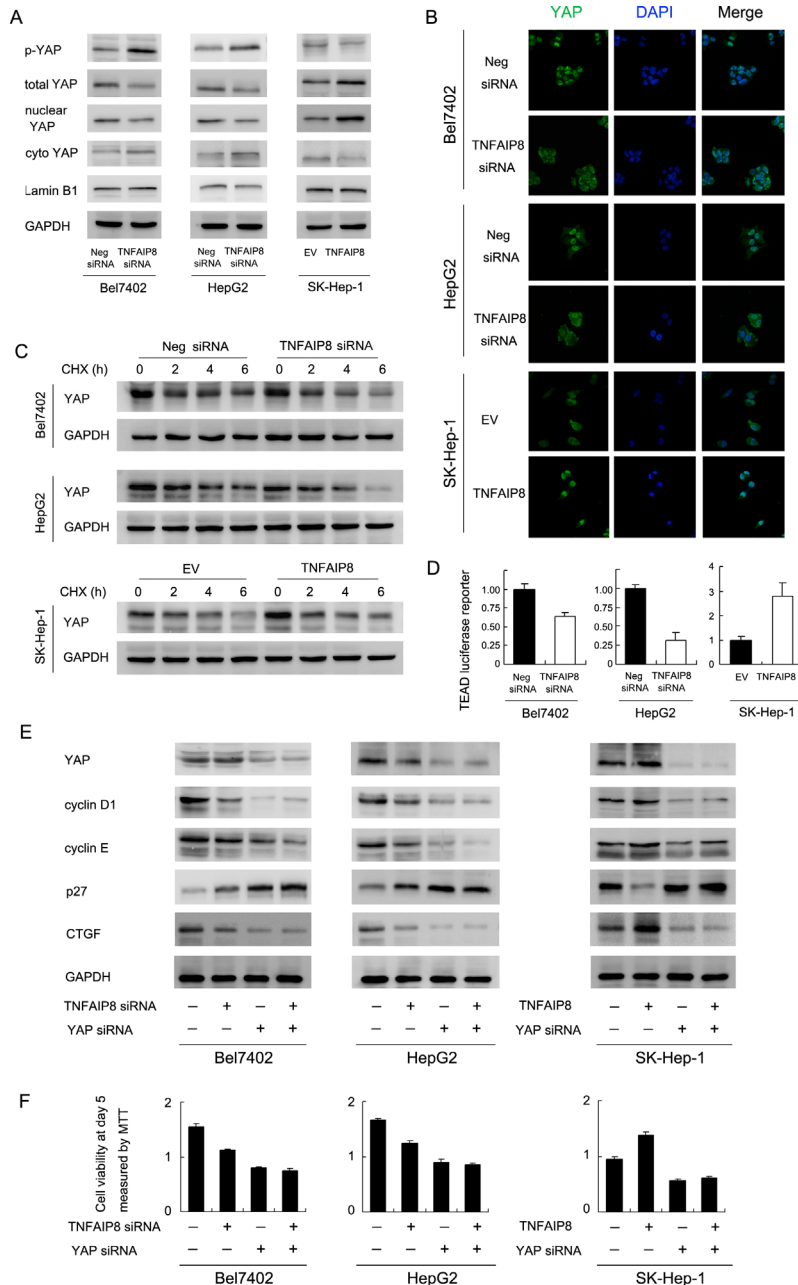 A
p-YAP
total YAP
nuclear
YAP
cyto YAP
Lamin B1
GAPDH
Neg TNFAIP8
siRNA siRNA
Neg TNFAIP8
siRNA siRNA
EV TNFAIP8
Bel7402
HepG2
SK-Hep-1
B
YAP DAPI Merge
Bel7402
Neg
siRNA
TNFAIP8
siRNA
HepG2
Neg
siRNA
TNFAIP8
siRNA
SK-Hep-1
EV
TNFAIP8
C
Neg siRNA TNFAIP8 siRNA
CHX (h) 0 2 4 6 0 2 4 6
Bel7402
YAP
GAPDH
HepG2
YAP
GAPDH
EV TNFAIP8
CHX (h) 0 2 4 6 0 2 4 6
SK-Hep-1
YAP
GAPDH
D
TEAD luciferase reporter
1.00
0.75
0.50
0.25
0
Neg TNFAIP8
siRNA siRNA
Bel7402
1.00
0.75
0.50
0.25
0
Neg TNFAIP8
siRNA siRNA
HepG2
4
3
2
1
0
EV TNFAIP8
SK-Hep-1
E
YAP
cyclin D1
cyclin E
p27
CTGF
GAPDH
TNFAIP8 siRNA – + – + – + – +
YAP siRNA – – + + – – + +
TNFAIP8 – + – +
YAP siRNA – – + +
Bel7402
HepG2
SK-Hep-1
F
Cell viability at day 5
measured by MTT
2
1
0
2
1
0
2
1
0
TNFAIP8 siRNA – + – + – + – +
YAP siRNA – – + + – – + +
TNFAIP8 – + – +
YAP siRNA – – + +
Bel7402
HepG2
SK-Hep-1